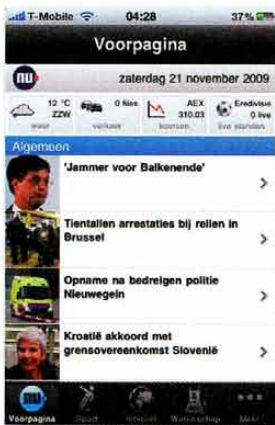 T-Mobile 04:28 37%
Voorpagina
nu zaterdag 21 november 2009
12 °C
ZZW
weer
0 files
verkeer
AEX
310.03
koersen
Eredivisie
0 live
live standen
Algemeen
'Jammer voor Balkenende'
Tientallen arrestaties bij rellen in
Brussel
Opname na bedreigen politie
Nieuwegein
Kroatië akkoord met
grensovereenkomst Slovenië
nu
Voorpagina Sport Internet Wetenschap Meer